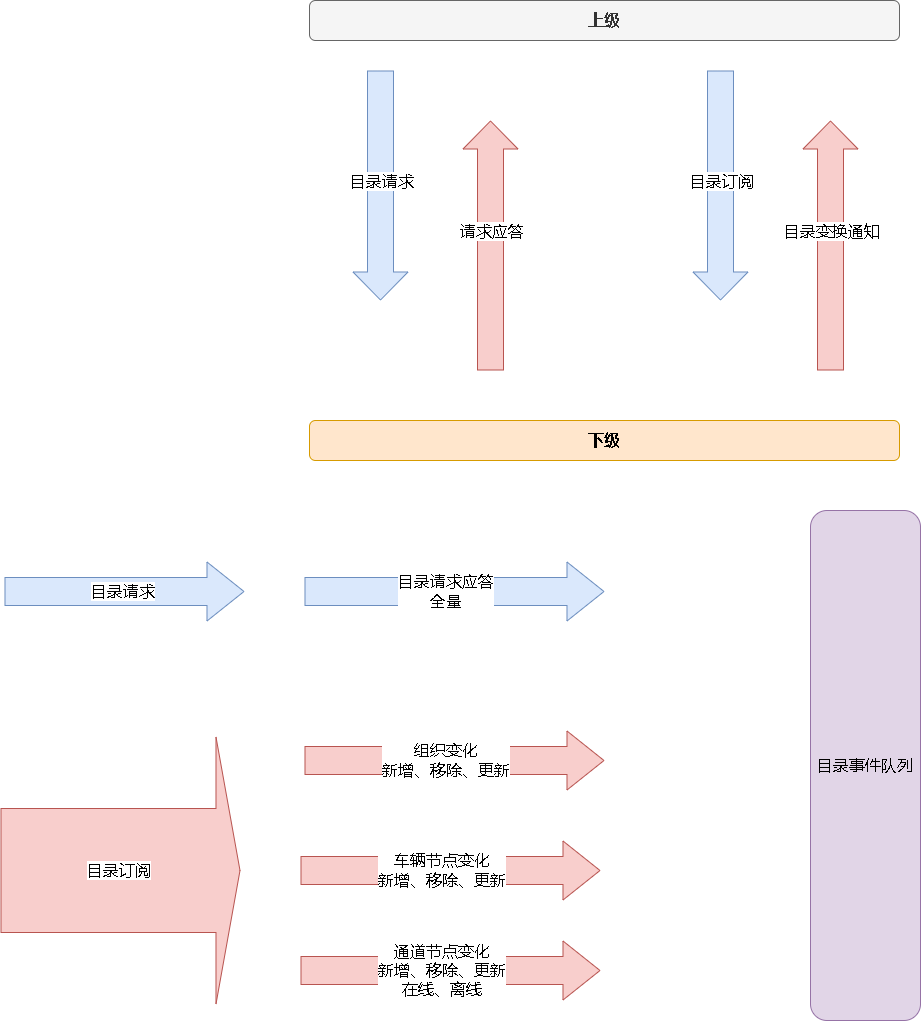 上级
目录请求
请求应答
目录订阅
目录变换通知
下级
目录请求
目录请求应答
全量
目录订阅
组织变化
新增、移除、更新
车辆节点变化
新增、移除、更新
通道节点变化
新增、移除、更新
在线、离线
目录事件队列